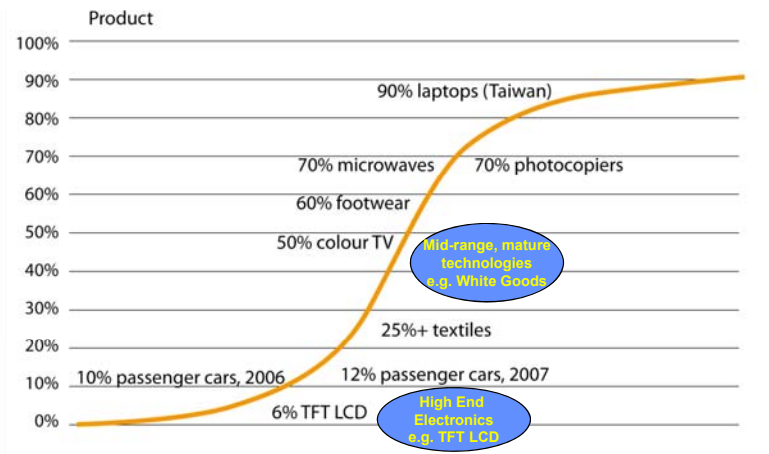 Product
100%
90%
90% laptops (Taiwan)
80%
70%
70% microwaves
70% photocopiers
60%
60% footwear
50%
50% colour TV
Mid-range, mature
technologies
e.g. White Goods
40%
30%
25%+ textiles
20%
10% passenger cars, 2006
12% passenger cars, 2007
10%
6% TFT LCD
High End
Electronics
e.g. TFT LCD
0%